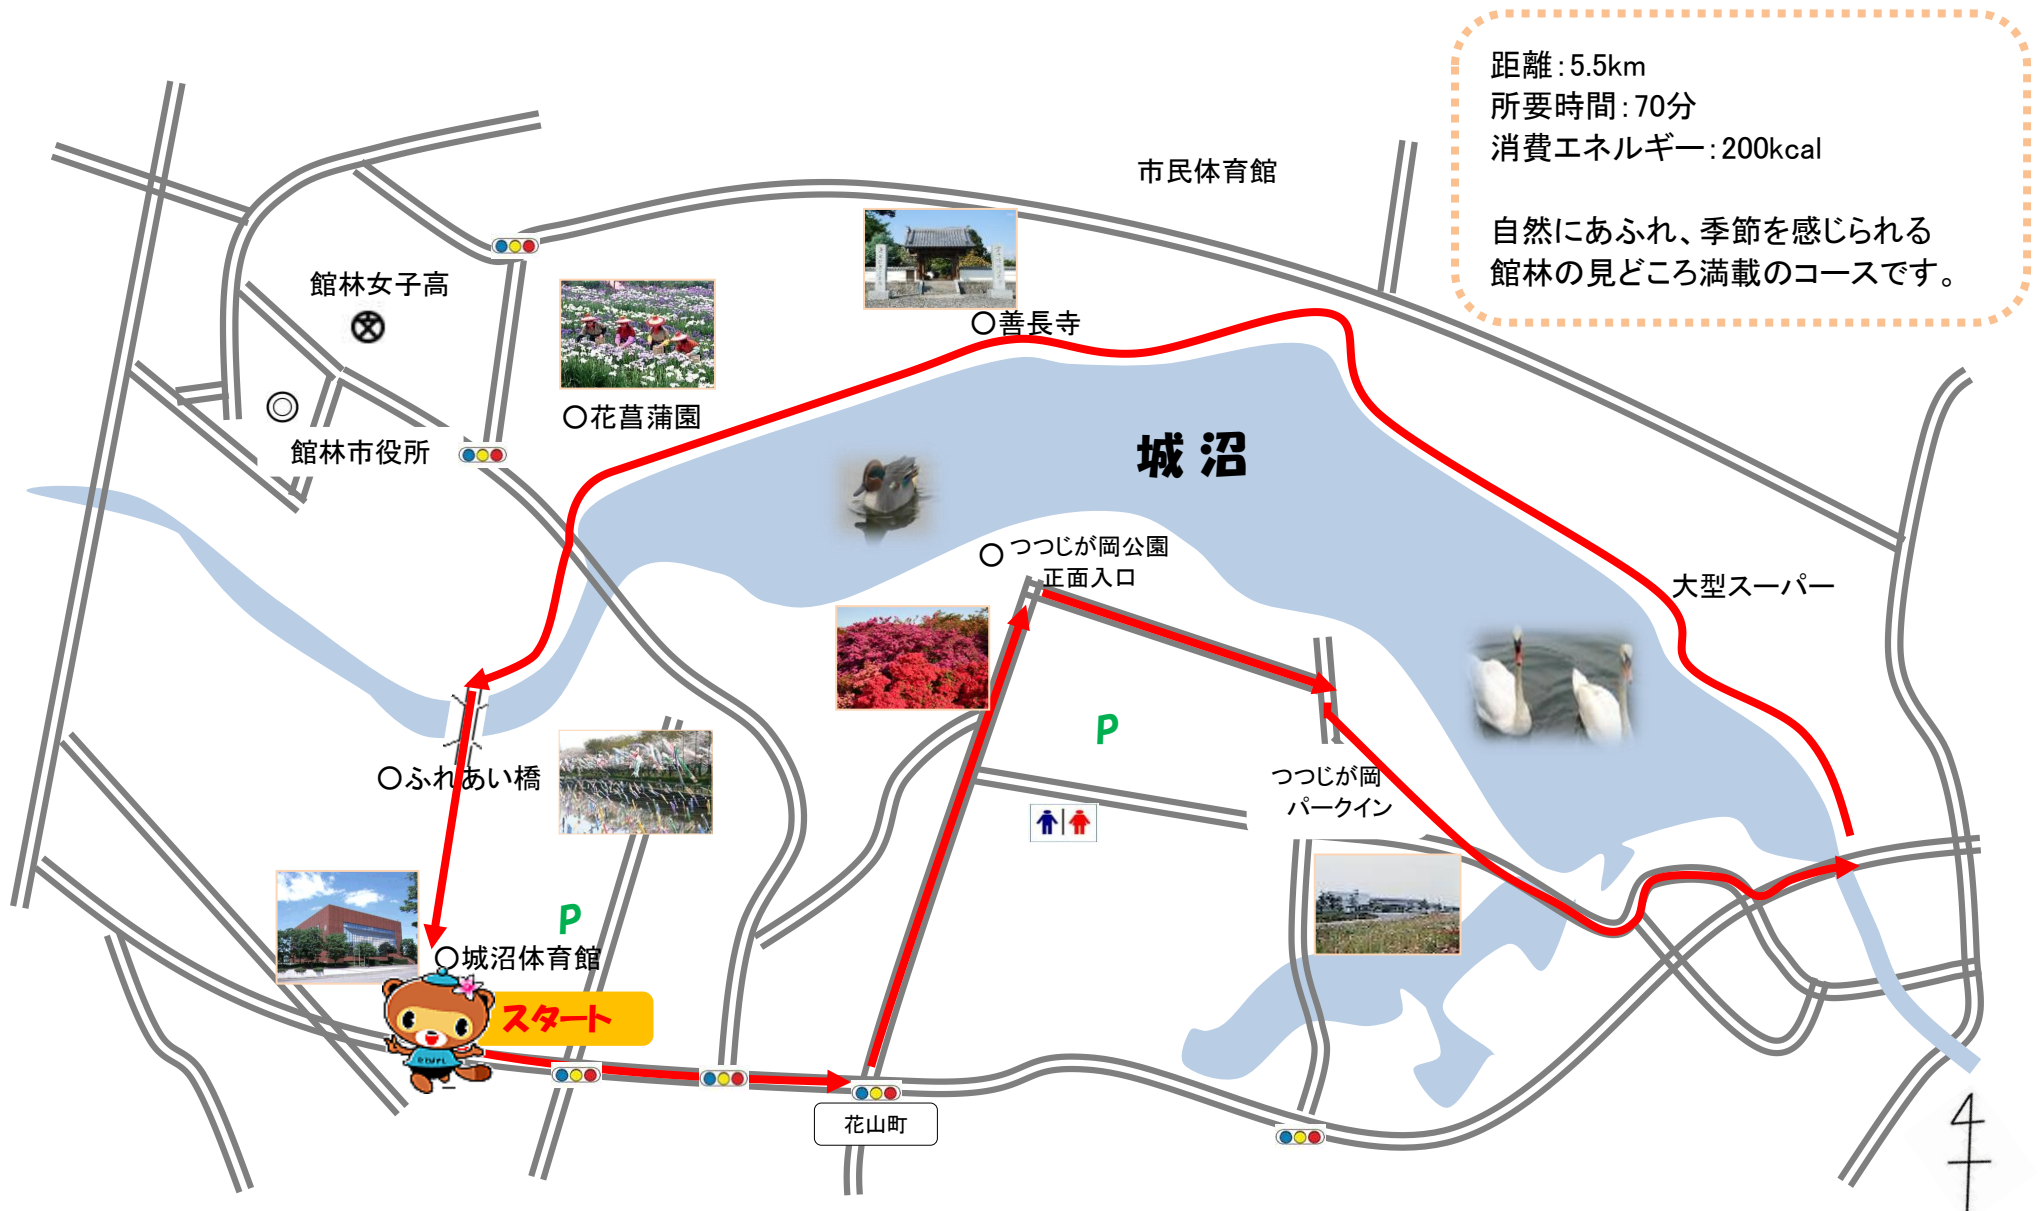 距離：5.5km
所要時間：70分
消費エネルギー：200kcal
自然にあふれ、季節を感じられる
館林の見どころ満載のコースです。
市民体育館
館林女子高
〇善長寺
〇花菖蒲園
館林市役所
城沼
〇つつじが岡公園
正面入口
大型スーパー
P
つつじが岡
パークイン
〇ふれあい橋
P
〇城沼体育館
スタート
花山町